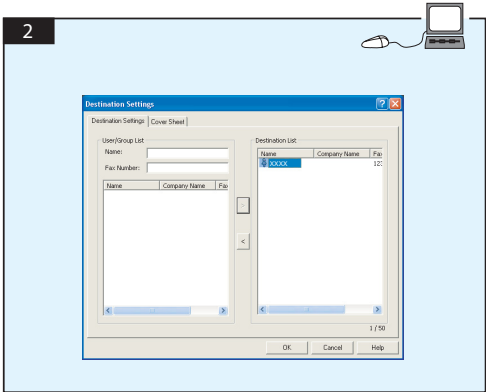 2
Destination Settings
Destination Settings Cover Sheet
User/Group List
Name:
Fax Number:
Name Company Name Fax
>
<
Destination List
Name Company Name Fax
XXXX 123
1 / 50
OK Cancel Help